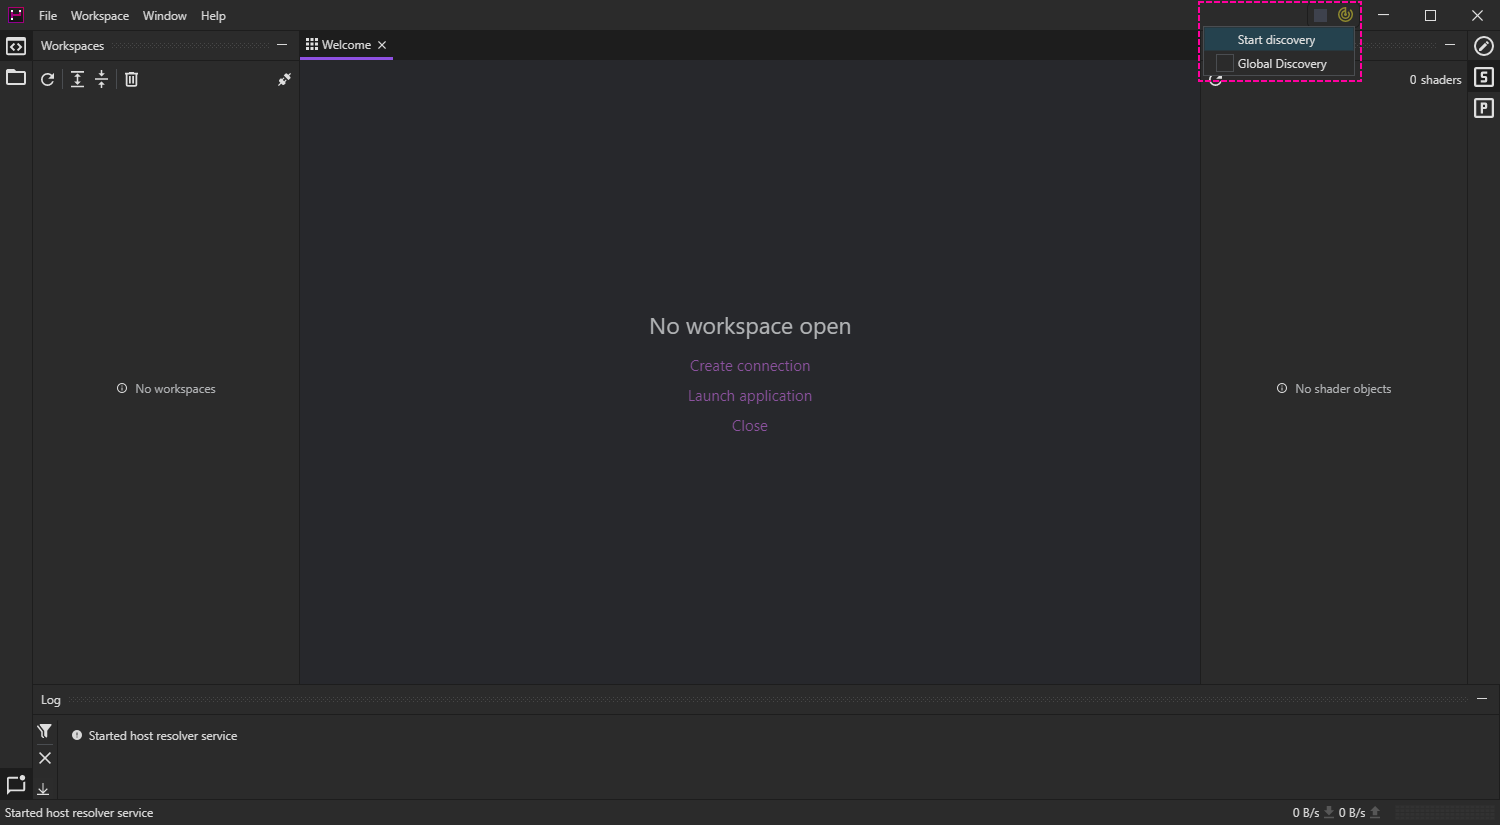 File Workspace Window Help
Workspaces
Welcome
Start discovery
Global Discovery
0 shaders
S
P
No workspace open
Create connection
Launch application
Close
No workspaces
No shader objects
Log
Started host resolver service
Started host resolver service
0 B/s 0 B/s